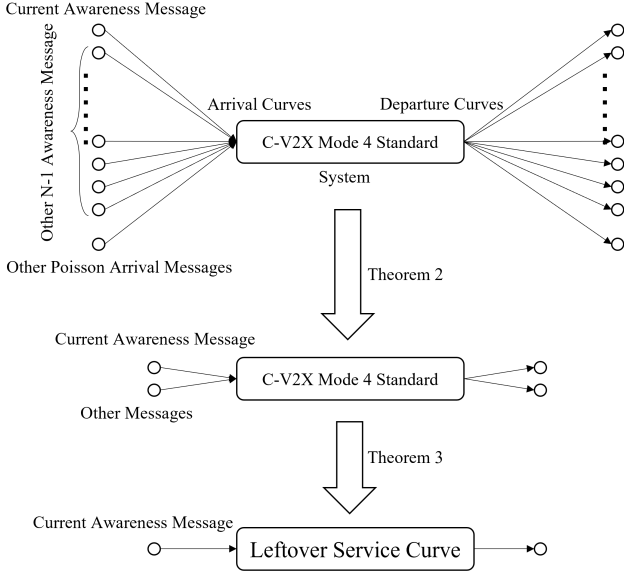 Current Awareness Message
Other N-1 Awareness Message
Arrival Curves
Departure Curves
C-V2X Mode 4 Standard
System
Other Poisson Arrival Messages
Theorem 2
Current Awareness Message
C-V2X Mode 4 Standard
Other Messages
Theorem 3
Current Awareness Message
Leftover Service Curve